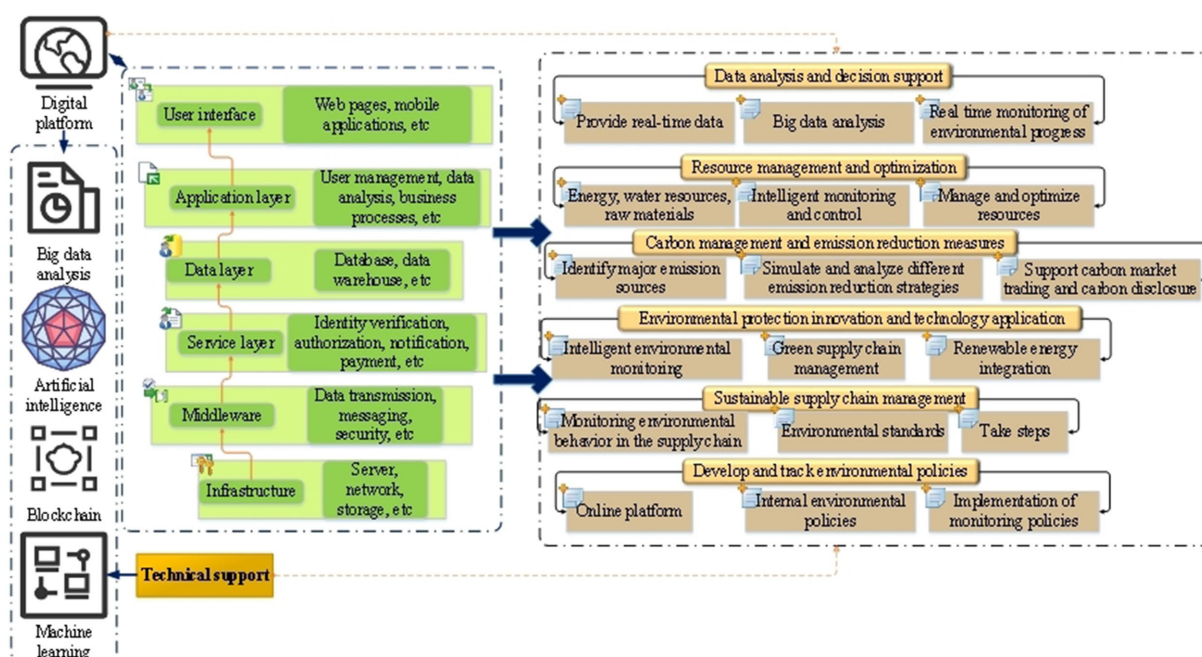 Digital
platform
Big data
analysis
Artificial
intelligence
Blockchain
Machine
learning
User interface
Web pages, mobile
applications, etc
Application layer
User management, data
analysis, business
processes, etc
Data layer
Database, data
warehouse, etc
Service layer
Identity verification,
authorization, notification,
payment, etc
Middleware
Data transmission,
messaging,
security, etc
Infrastructure
Server,
network,
storage, etc
Technical support
Data analysis and decision support
Provide real-time data
Big data analysis
Real time monitoring of
environmental progress
Resource management and optimization
Energy, water resources,
raw materials
Intelligent monitoring
and control
Manage and optimize
resources
Carbon management and emission reduction measures
Identify major emission
sources
Simulate and analyze different
emission reduction strategies
Support carbon market
trading and carbon disclosure
Environmental protection innovation and technology application
Intelligent environmental
monitoring
Green supply chain
management
Renewable energy
integration
Sustainable supply chain management
Monitoring environmental
behavior in the supply chain
Environmental standards
Take steps
Develop and track environmental policies
Online platform
Internal environmental
policies
Implementation of
monitoring policies